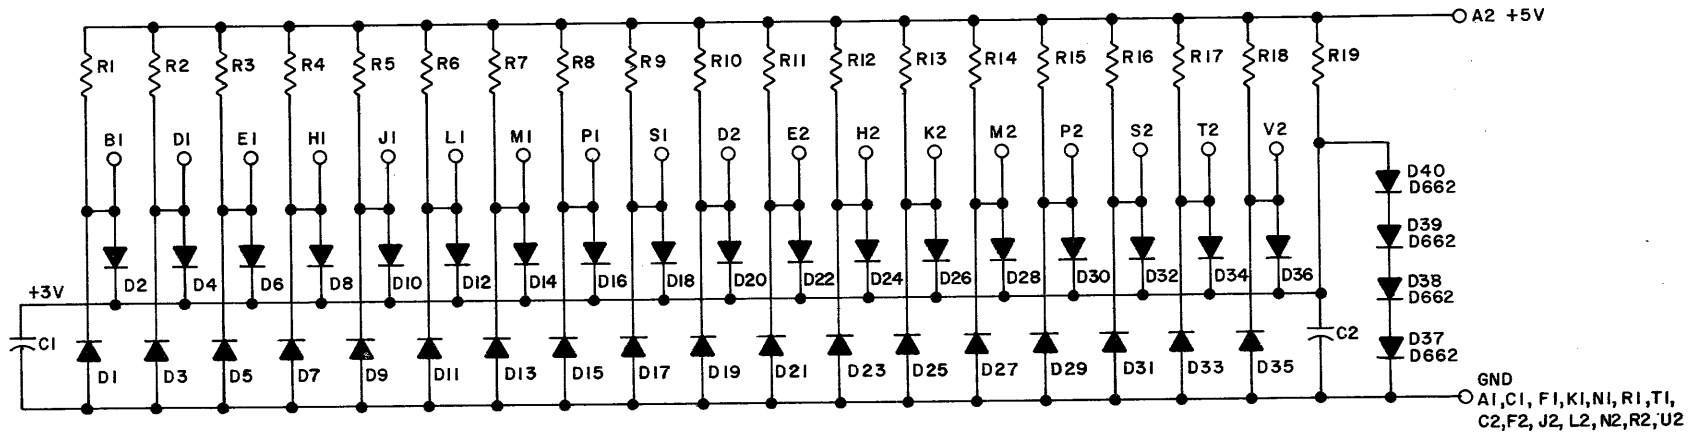 A2 +5V
R1 R2 R3 R4 R5 R6 R7 R8 R9 R10 R11 R12 R13 R14 R15 R16 R17 R18 R19
B1 D1 E1 H1 J1 L1 M1 P1 S1 D2 E2 H2 K2 M2 P2 S2 T2 V2
D40
D662
D39
D662
D2 D4 D6 D8 D10 D12 D14 D16 D18 D20 D22 D24 D26 D28 D30 D32 D34 D36
+3V
D38
D662
C1
C2
D37
D662
D1 D3 D5 D7 D9 D11 D13 D15 D17 D19 D21 D23 D25 D27 D29 D31 D33 D35
GND
A1,C1, F1,K1,N1, R1,T1,
C2,F2, J2, L2, N2,R2,U2